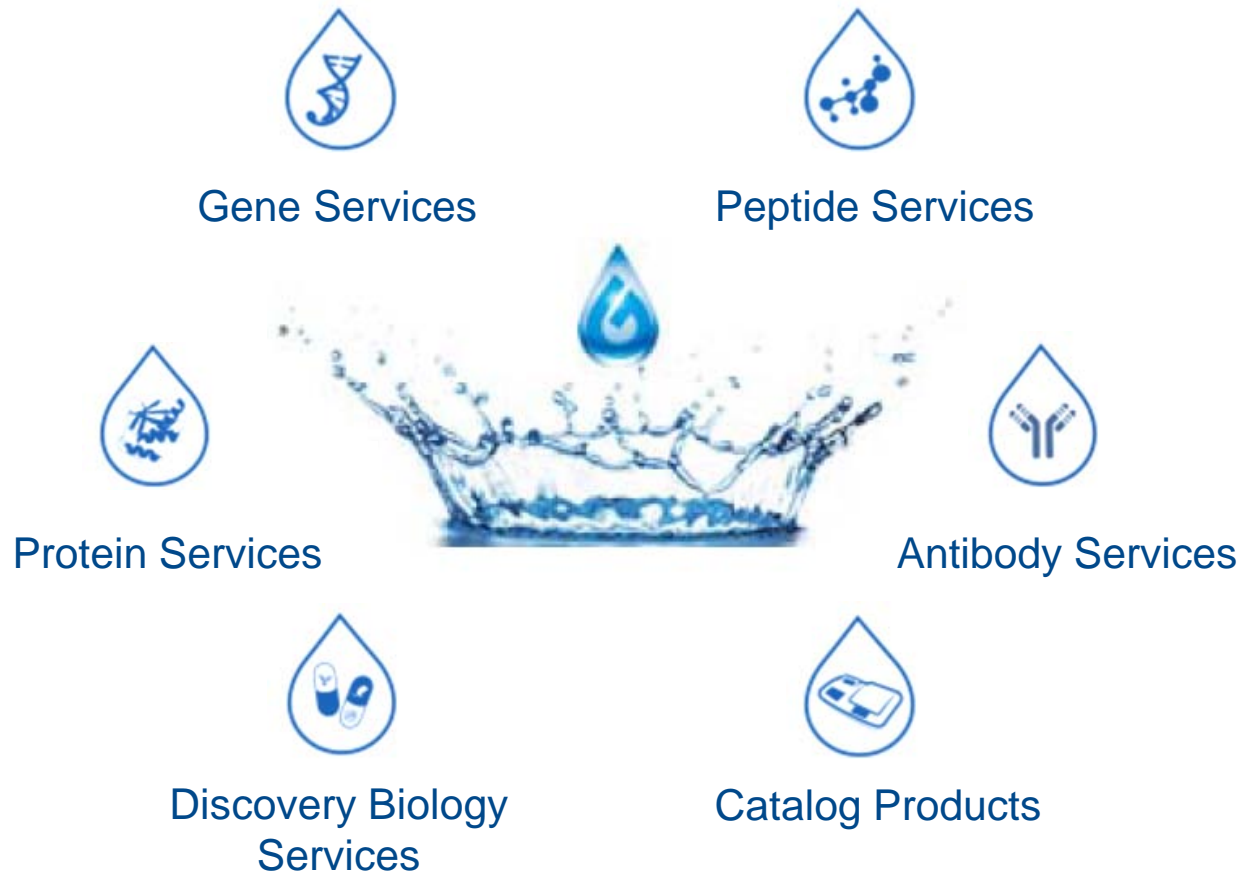 Gene Services
Peptide Services
Protein Services
Antibody Services
Discovery Biology
Services
Catalog Products